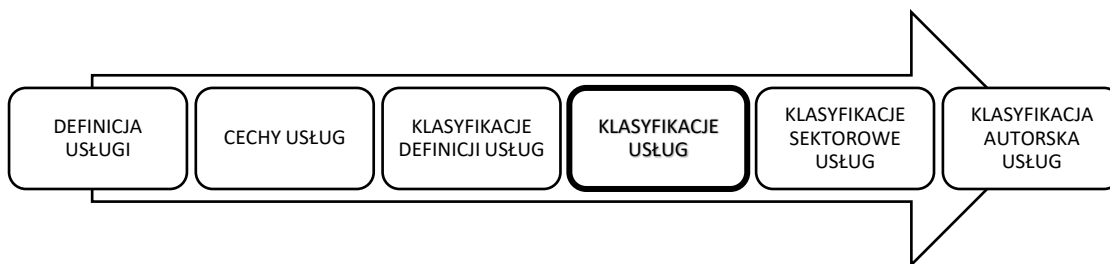 DEFINICJA
USŁUGI
CECHY USŁUG
KLASYFIKACJE
DEFINICJI USŁUG
KLASYFIKACJE
USŁUG
KLASYFIKACJE
SEKTOROWE
USŁUG
KLASYFIKACJA
AUTORSKA
USŁUG